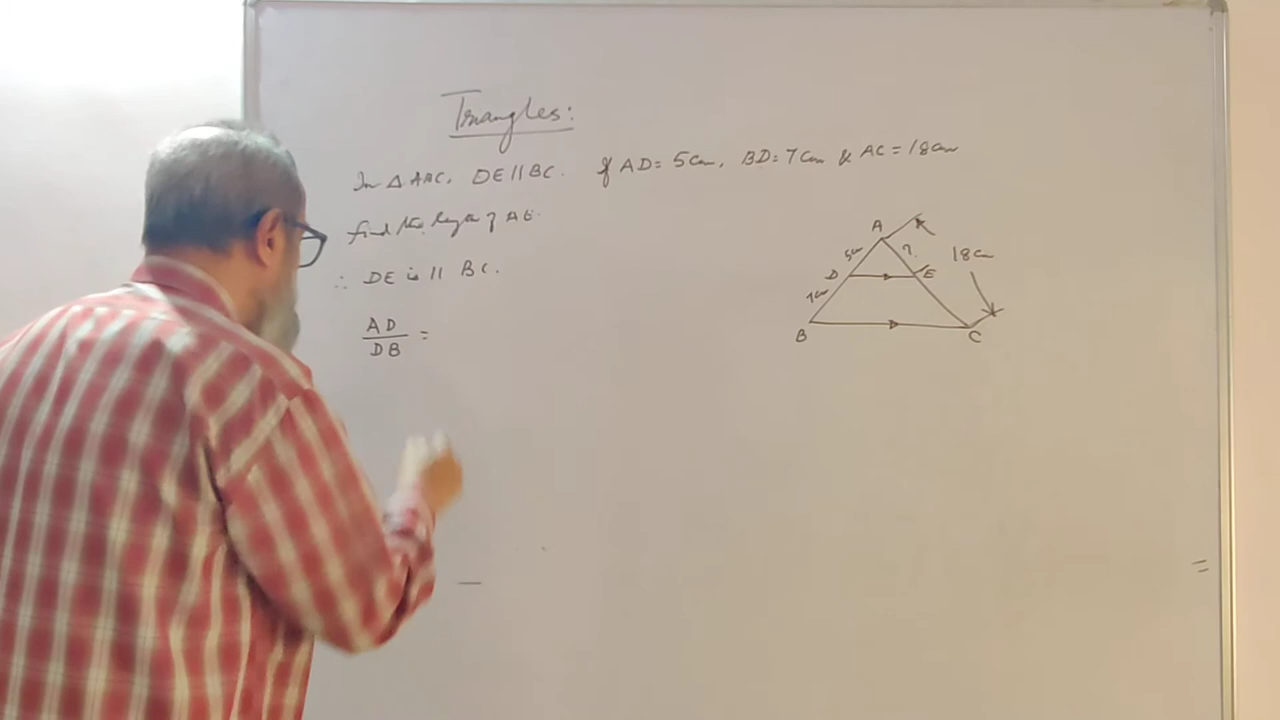 Triangles:
In △ ABC, DE || BC. If AD = 5cm, BD = 7cm & AC = 18cm
find the length of AE.
∴ DE is || BC.
AD
DB =
A
5cm ?
18cm
D E
7cm
B C
=